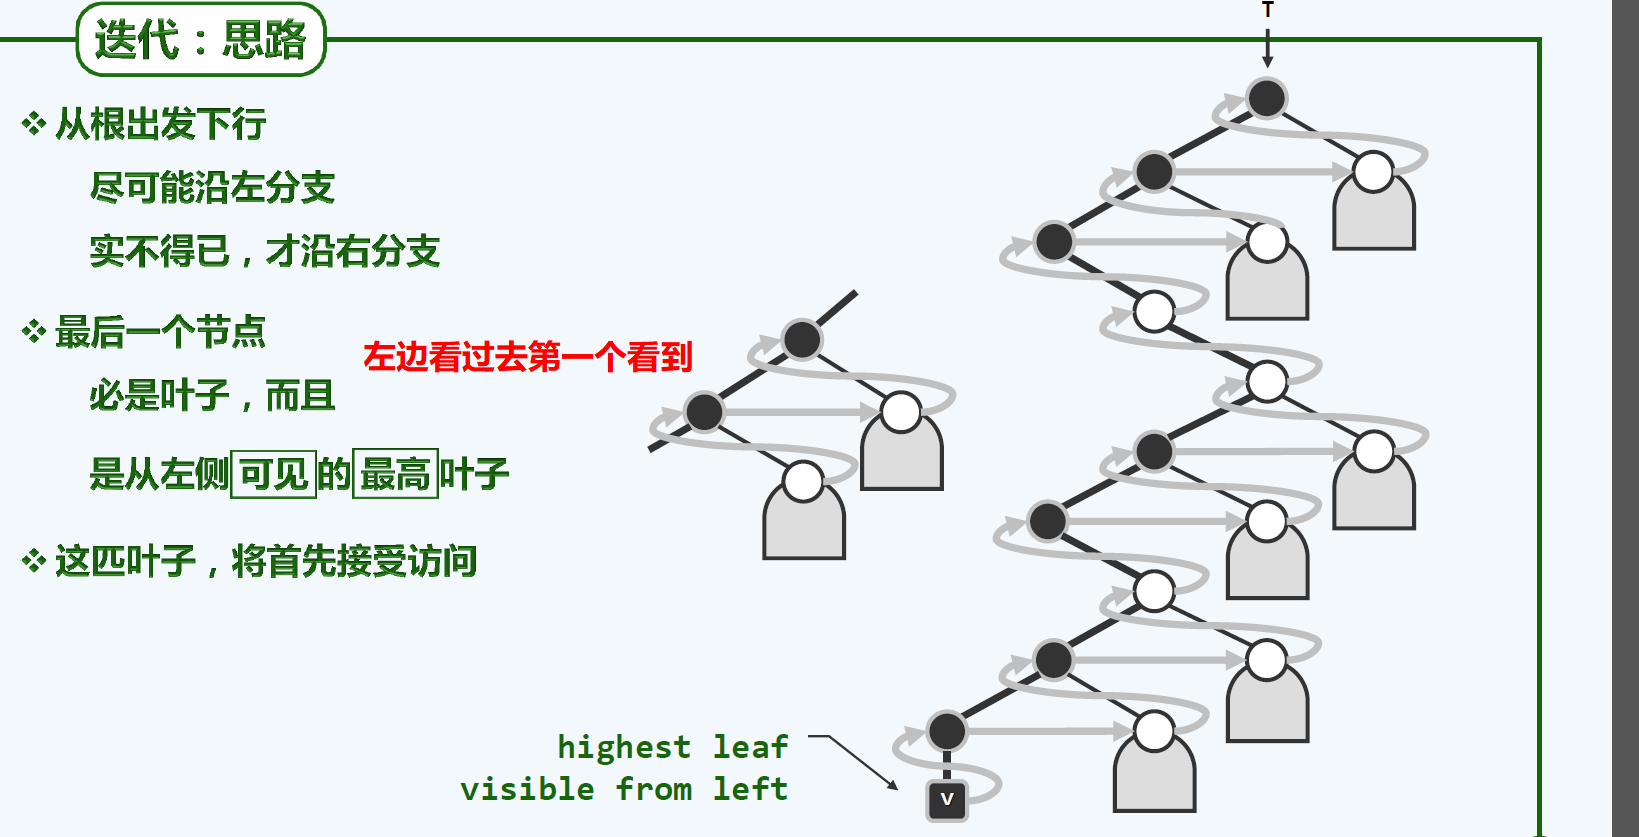 迭代：思路
T
从根出发下行
尽可能沿左分支
实不得已，才沿右分支
最后一个节点
左边看过去第一个看到
必是叶子，而且
是从左侧可见的最高叶子
这匹叶子，将首先接受访问
highest leaf
visible from left
V